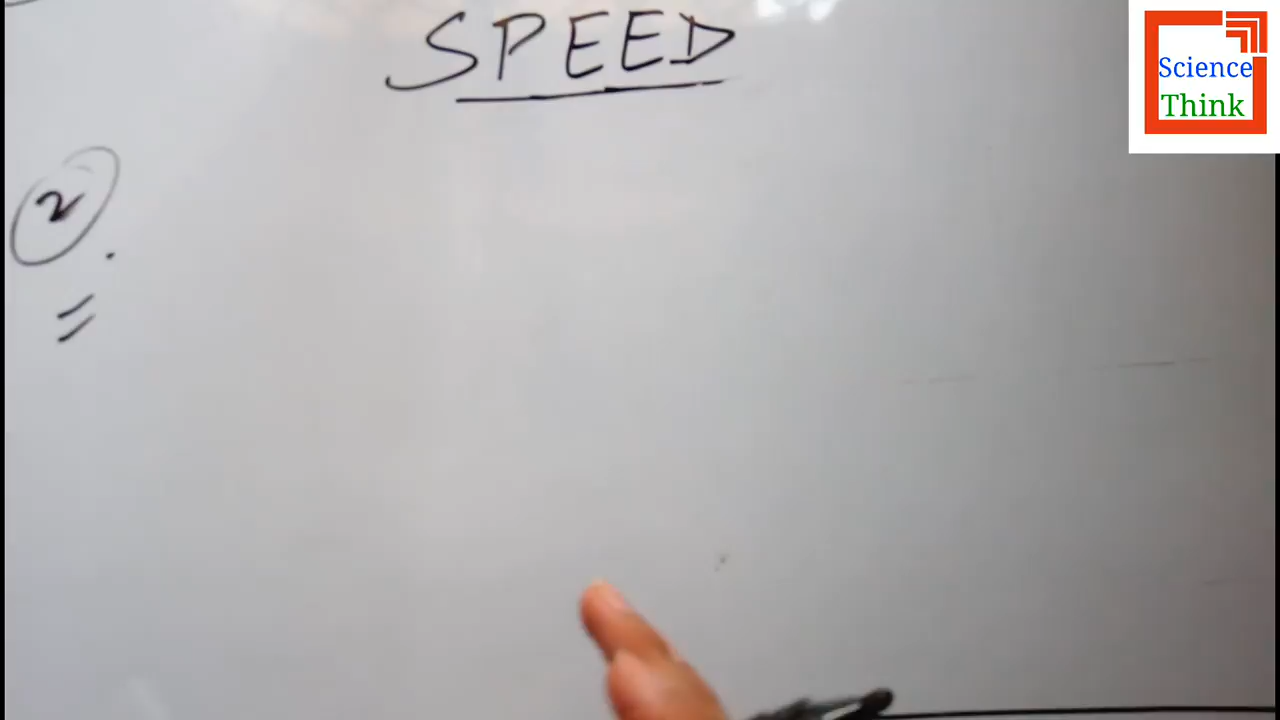 SPEED
Science
Think
2.
=